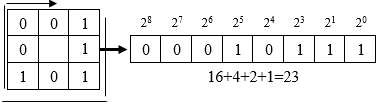 2⁸ 2⁷ 2⁶ 2⁵ 2⁴ 2³ 2¹ 2⁰
0 0 1
0 1
1 0 1
0 0 0 1 0 1 1 1
16+4+2+1=23